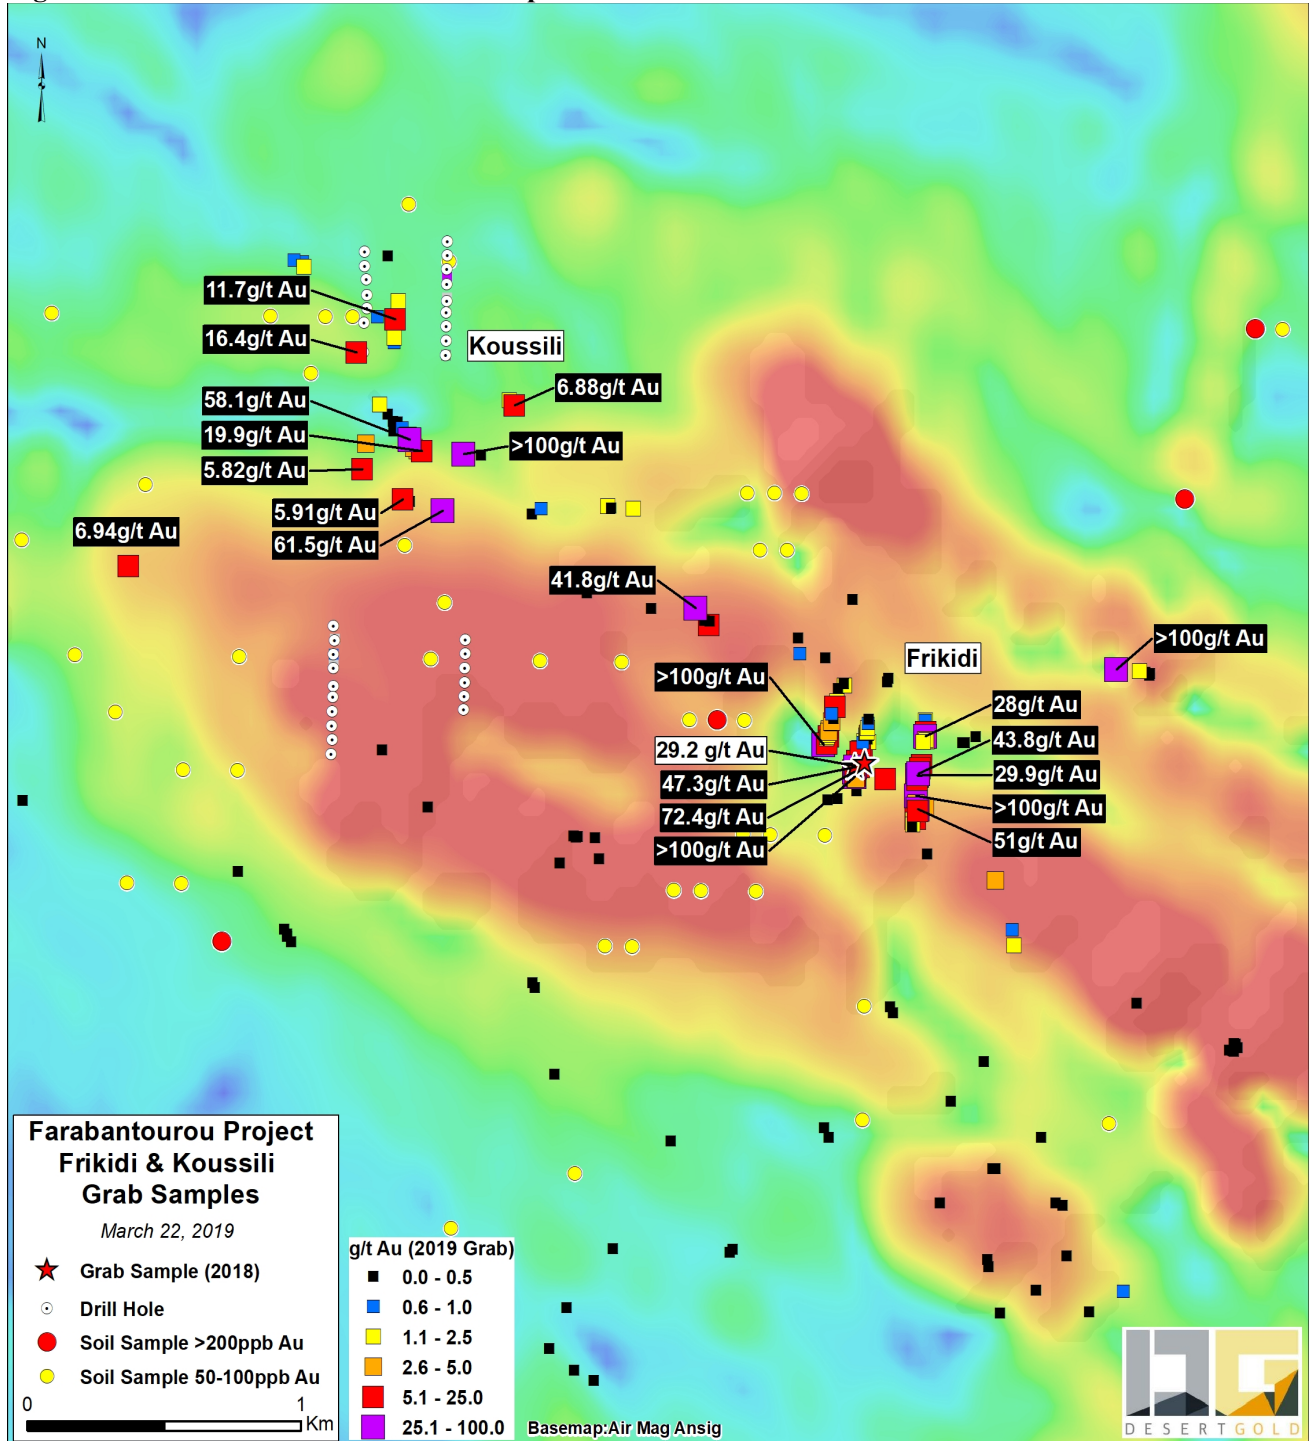 N
11.7g/t Au
16.4g/t Au
Koussili
6.88g/t Au
58.1g/t Au
19.9g/t Au
>100g/t Au
5.82g/t Au
5.91g/t Au
6.94g/t Au
61.5g/t Au
41.8g/t Au
>100g/t Au
Frikidi
>100g/t Au
28g/t Au
43.8g/t Au
29.2 g/t Au
29.9g/t Au
47.3g/t Au
>100g/t Au
72.4g/t Au
51g/t Au
>100g/t Au
Farabantourou Project
Frikidi & Koussili
Grab Samples
March 22, 2019
Grab Sample (2018)
Drill Hole
Soil Sample >200ppb Au
Soil Sample 50-100ppb Au
0 1
Km
g/t Au (2019 Grab)
0.0 - 0.5
0.6 - 1.0
1.1 - 2.5
2.6 - 5.0
5.1 - 25.0
25.1 - 100.0
Basemap:Air Mag Ansig
DESERTGOLD